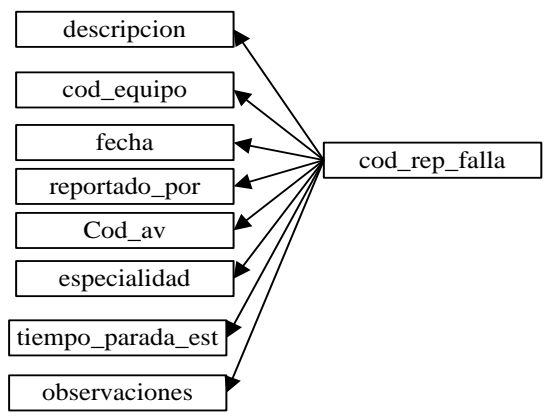 descripcion
cod_equipo
fecha
cod_rep_falla
reportado_por
Cod_av
especialidad
tiempo_parada_est
observaciones